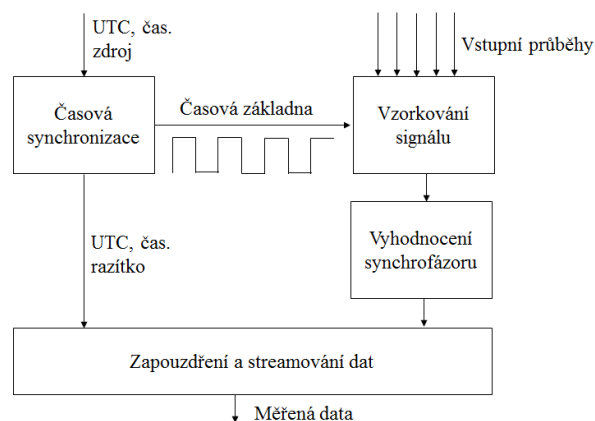 UTC, čas.
zdroj
Vstupní průběhy
Časová
synchronizace
Časová základna
Vzorkování
signálu
UTC, čas.
razítko
Vyhodnocení
synchrofázoru
Zapouzdření a streamování dat
Měřená data